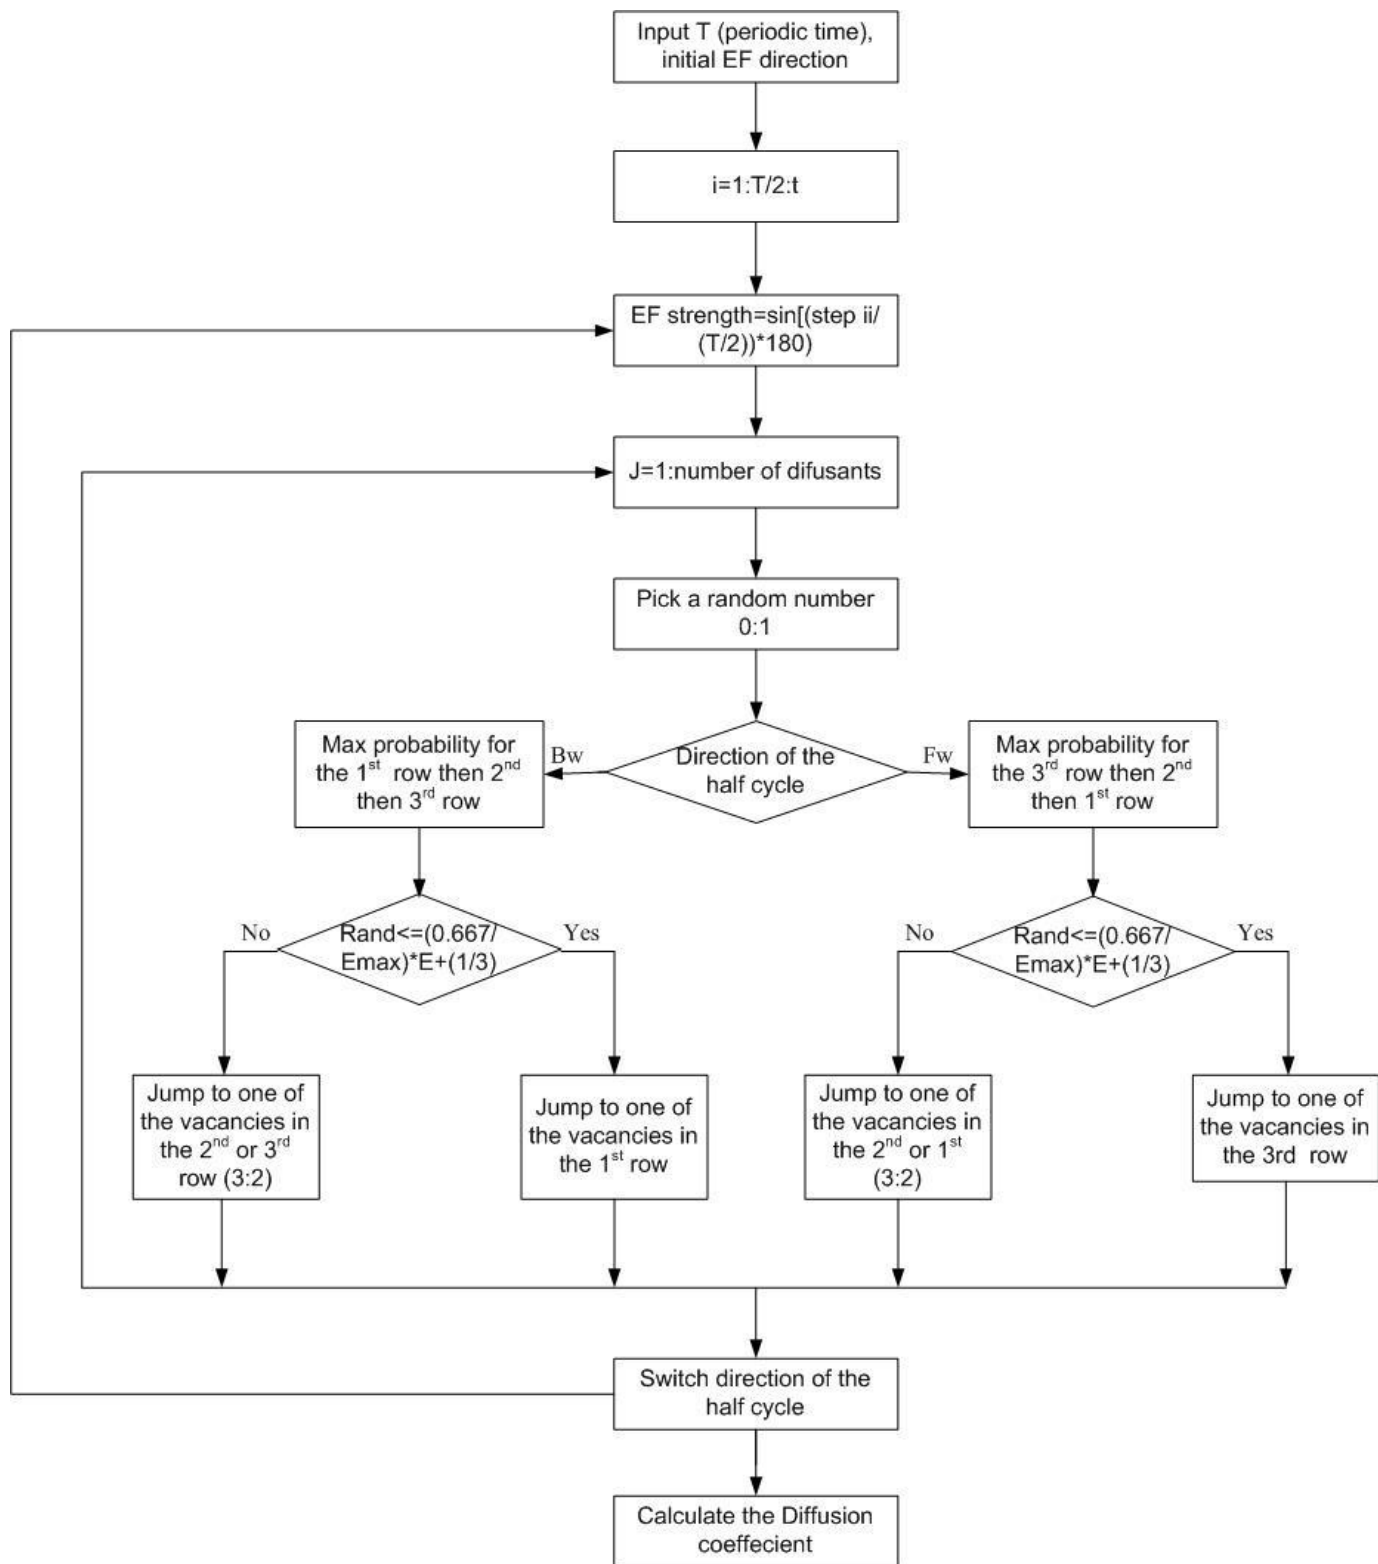 Input T (periodic time),
initial EF direction
i=1:T/2:t
EF strength=sin[(step ii/
(T/2))*180)
J=1:number of difusants
Pick a random number
0:1
Direction of the
half cycle
Bw
Fw
Max probability for
the 1st row then 2nd
then 3rd row
Max probability for
the 3rd row then 2nd
then 1st row
Rand<=(0.667/
Emax)*E+(1/3)
No
Yes
Rand<=(0.667/
Emax)*E+(1/3)
No
Yes
Jump to one of
the vacancies in
the 2nd or 3rd
row (3:2)
Jump to one of
the vacancies in
the 1st row
Jump to one of
the vacancies in
the 2nd or 1st
(3:2)
Jump to one of
the vacancies in
the 3rd row
Switch direction of the
half cycle
Calculate the Diffusion
coeffecient